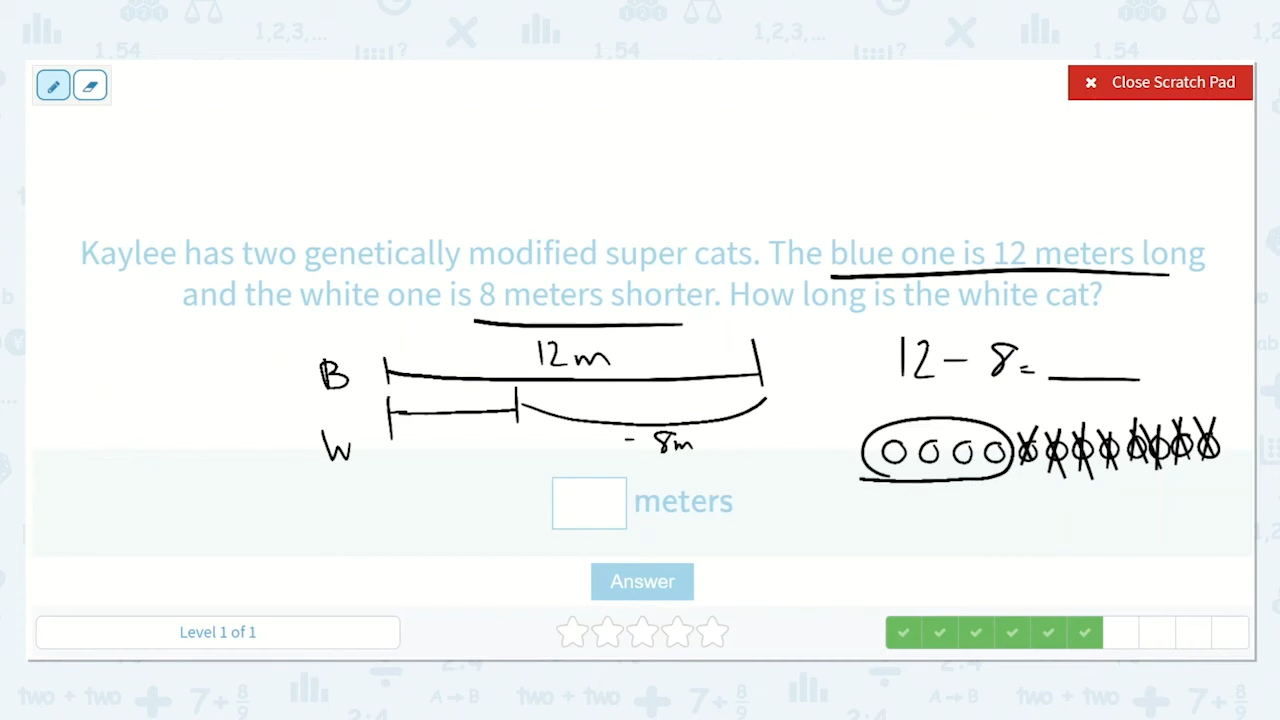 Close Scratch Pad
Kaylee has two genetically modified super cats. The blue one is 12 meters long
and the white one is 8 meters shorter. How long is the white cat?
12m
B
12 - 8 = ____
W
- 8m
meters
Answer
Level 1 of 1